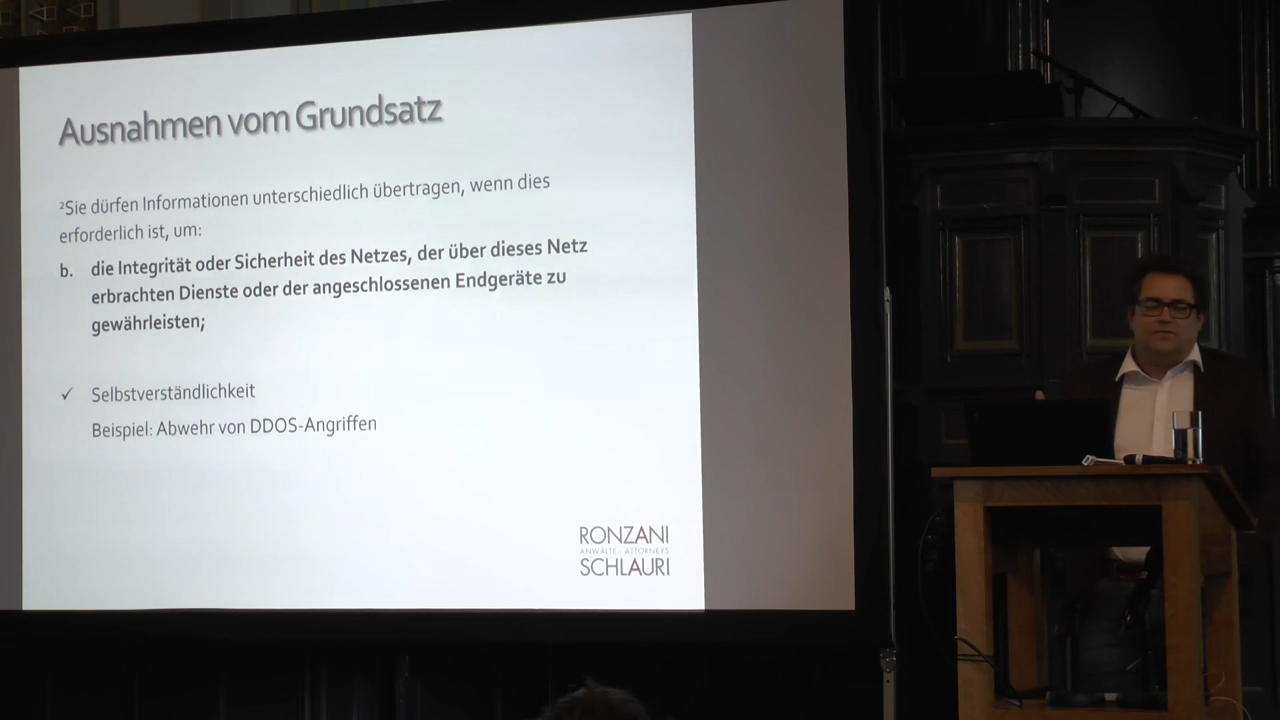 Ausnahmen vom Grundsatz
²Sie dürfen Informationen unterschiedlich übertragen, wenn dies
erforderlich ist, um:
b. die Integrität oder Sicherheit des Netzes, der über dieses Netz
erbrachten Dienste oder der angeschlossenen Endgeräte zu
gewährleisten;
✓ Selbstverständlichkeit
Beispiel: Abwehr von DDOS-Angriffen
RONZANI
ANWÄLTE · ATTORNEYS
SCHLAURI